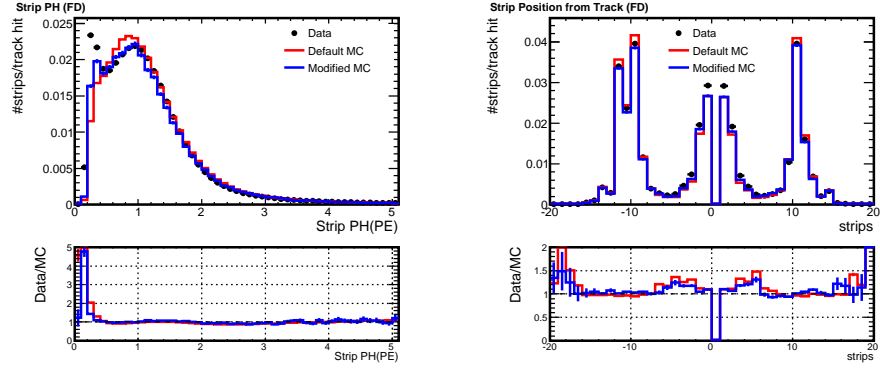 Strip PH (FD)
#strips/track hit
0.025
0.02
0.015
0.01
0.005
0
Data
Default MC
Modified MC
0 1 2 3 4 5
Strip PH(PE)
Data/MC
5
4
3
2
1
0
0 1 2 3 4 5
Strip PH(PE)
Strip Position from Track (FD)
#strips/track hit
0.04
0.03
0.02
0.01
0
Data
Default MC
Modified MC
-20 -10 0 10 20
strips
Data/MC
2
1.5
1
0.5
0
-20 -10 0 10 20
strips